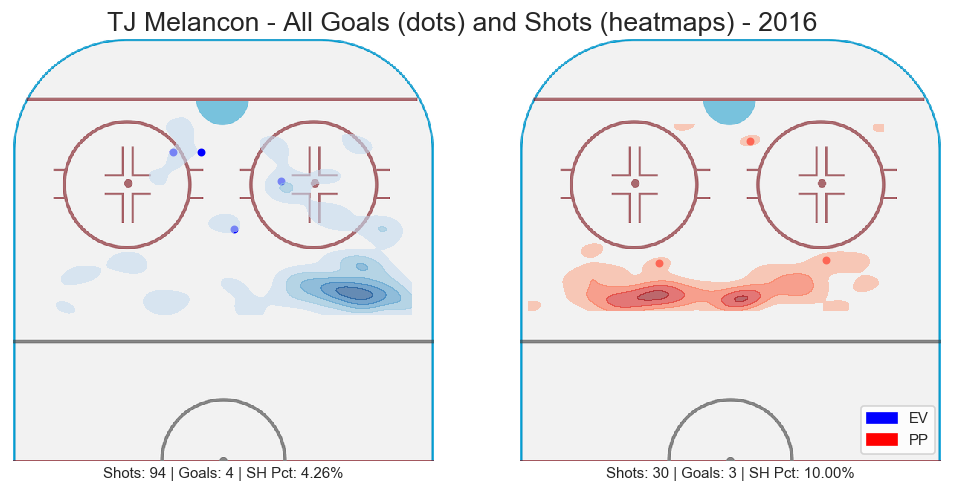 TJ Melancon - All Goals (dots) and Shots (heatmaps) - 2016
EV
PP
Shots: 94 | Goals: 4 | SH Pct: 4.26%
Shots: 30 | Goals: 3 | SH Pct: 10.00%